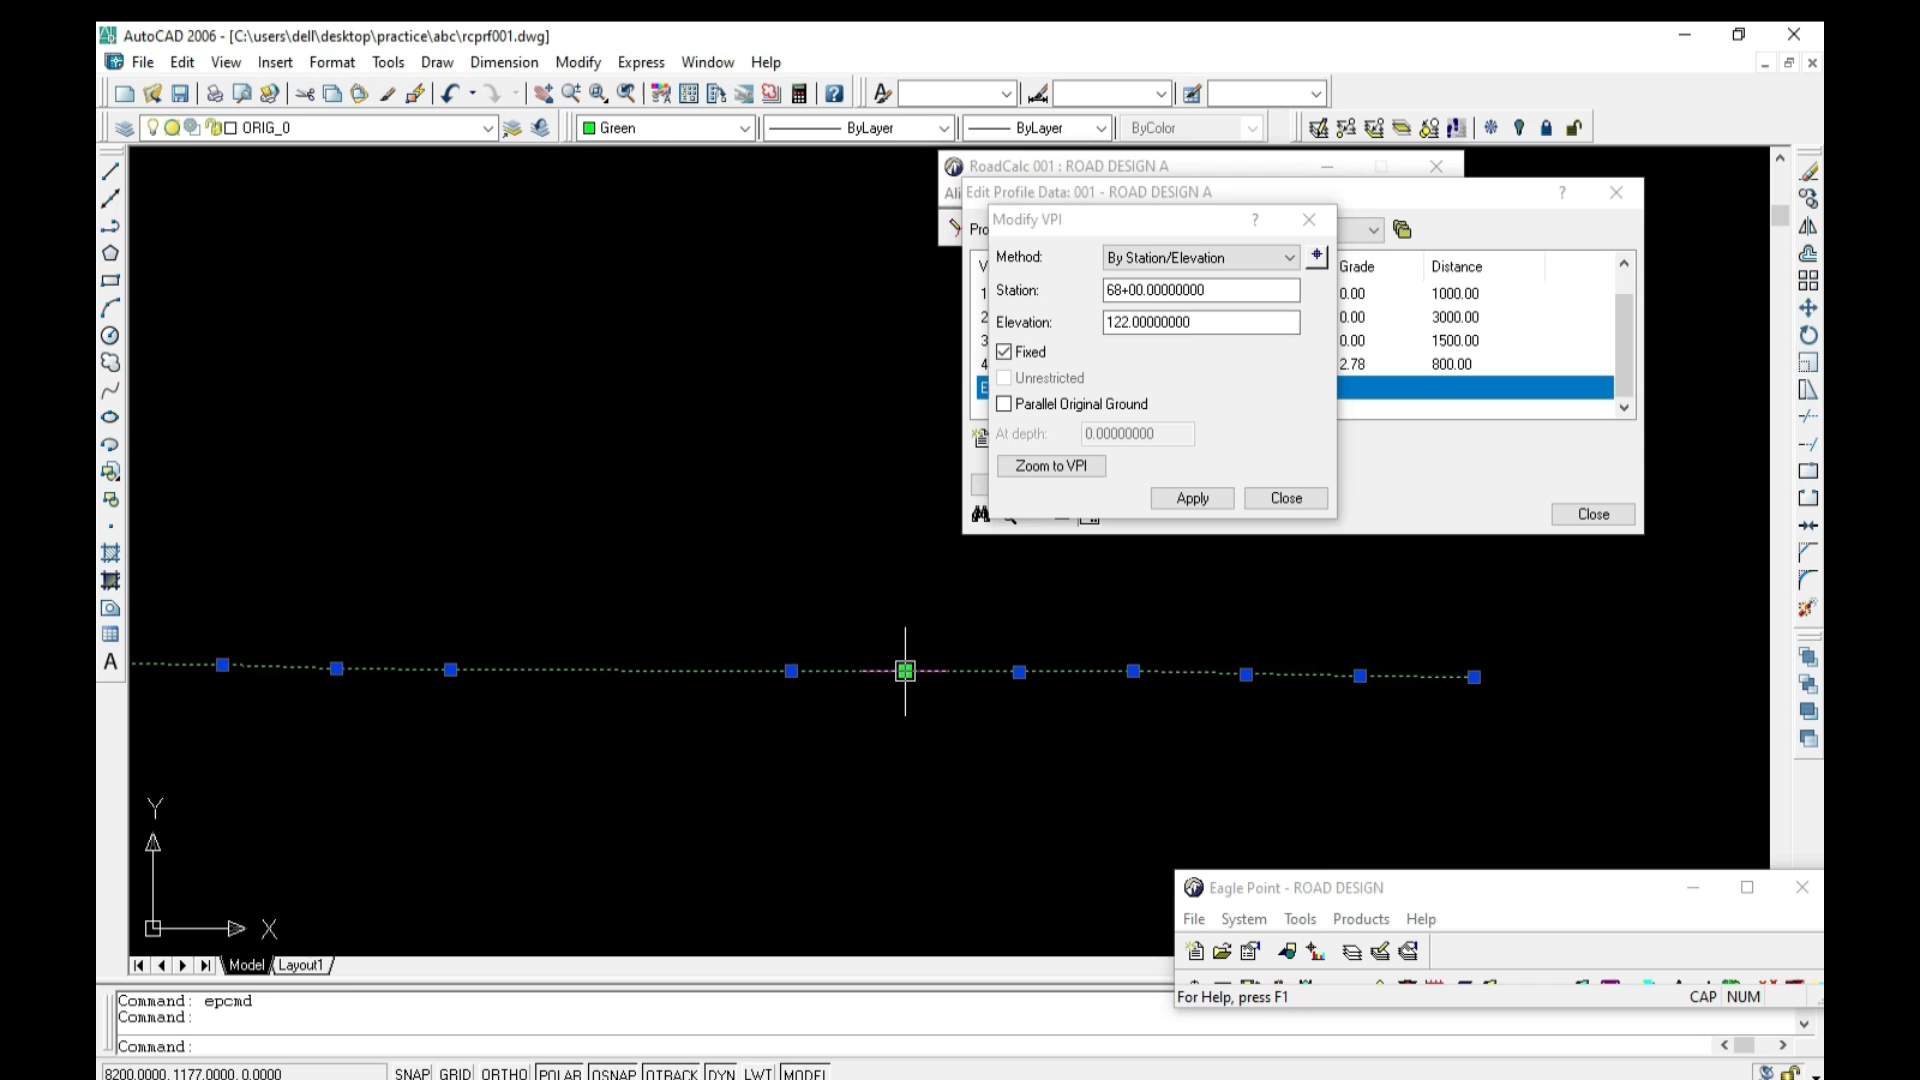 AutoCAD 2006 - [C:\users\dell\desktop\practice\abc\rcprf001.dwg]
File Edit View Insert Format Tools Draw Dimension Modify Express Window Help
ORIG_0 Green ByLayer ByLayer ByColor
RoadCalc 001 : ROAD DESIGN A
Ali Edit Profile Data: 001 - ROAD DESIGN A ?
Pro
Modify VPI ?
Method: By Station/Elevation
Station: 68+00.00000000
Elevation: 122.00000000
Fixed
Unrestricted
Parallel Original Ground
At depth: 0.00000000
Zoom to VPI
Apply Close
V Grade Distance
1 0.00 1000.00
2 0.00 3000.00
3 0.00 1500.00
4 2.78 800.00
E
Close
Y
X
A
Eagle Point - ROAD DESIGN
File System Tools Products Help
For Help, press F1 CAP NUM
Model Layout1
Command: epcmd
Command:
Command:
8200.0000, 1177.0000, 0.0000 SNAP GRID ORTHO POLAR OSNAP OTRACK DYN LWT MODEL